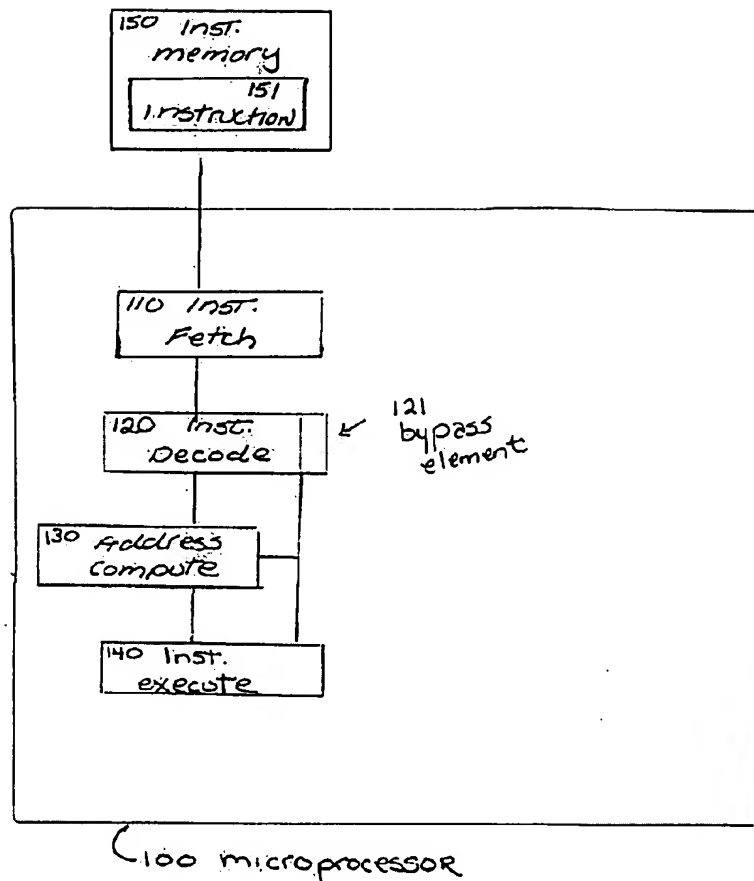 150 Inst.
memory
151
Instruction
110 Inst.
Fetch
120 Inst.
Decode
121
bypass
element
130 Address
compute
140 Inst.
execute
100 microprocessor